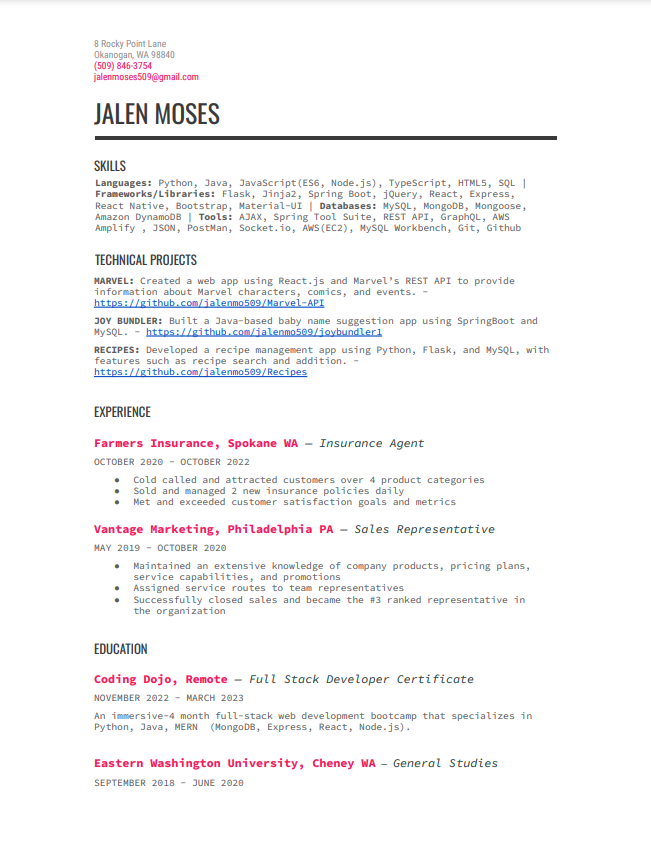 8 Rocky Point Lane
Okanogan, WA 98840
(509) 846-3754
jalenmoses509@gmail.com
JALEN MOSES
SKILLS
Languages: Python, Java, JavaScript(ES6, Node.js), TypeScript, HTML5, SQL |
Frameworks/Libraries: Flask, Jinja2, Spring Boot, jQuery, React, Express,
React Native, Bootstrap, Material-UI | Databases: MySQL, MongoDB, Mongoose,
Amazon DynamoDB | Tools: AJAX, Spring Tool Suite, REST API, GraphQL, AWS
Amplify , JSON, PostMan, Socket.io, AWS(EC2), MySQL Workbench, Git, Github
TECHNICAL PROJECTS
MARVEL: Created a web app using React.js and Marvel's REST API to provide
information about Marvel characters, comics, and events. -
https://github.com/jalenmo509/Marvel-API
JOY BUNDLER: Built a Java-based baby name suggestion app using SpringBoot and
MySQL. - https://github.com/jalenmo509/joybundler1
RECIPES: Developed a recipe management app using Python, Flask, and MySQL, with
features such as recipe search and addition. -
https://github.com/jalenmo509/Recipes
EXPERIENCE
Farmers Insurance, Spokane WA — Insurance Agent
OCTOBER 2020 - OCTOBER 2022
● Cold called and attracted customers over 4 product categories
● Sold and managed 2 new insurance policies daily
● Met and exceeded customer satisfaction goals and metrics
Vantage Marketing, Philadelphia PA — Sales Representative
MAY 2019 - OCTOBER 2020
● Maintained an extensive knowledge of company products, pricing plans,
service capabilities, and promotions
● Assigned service routes to team representatives
● Successfully closed sales and became the #3 ranked representative in
the organization
EDUCATION
Coding Dojo, Remote — Full Stack Developer Certificate
NOVEMBER 2022 - MARCH 2023
An immersive-4 month full-stack web development bootcamp that specializes in
Python, Java, MERN  (MongoDB, Express, React, Node.js).
Eastern Washington University, Cheney WA — General Studies
SEPTEMBER 2018 - JUNE 2020